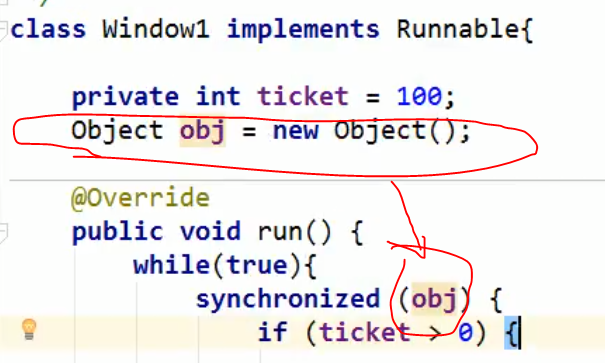 class Window1 implements Runnable{
private int ticket = 100;
Object obj = new Object();
@Override
public void run() {
while(true){
synchronized (obj) {
if (ticket > 0) {